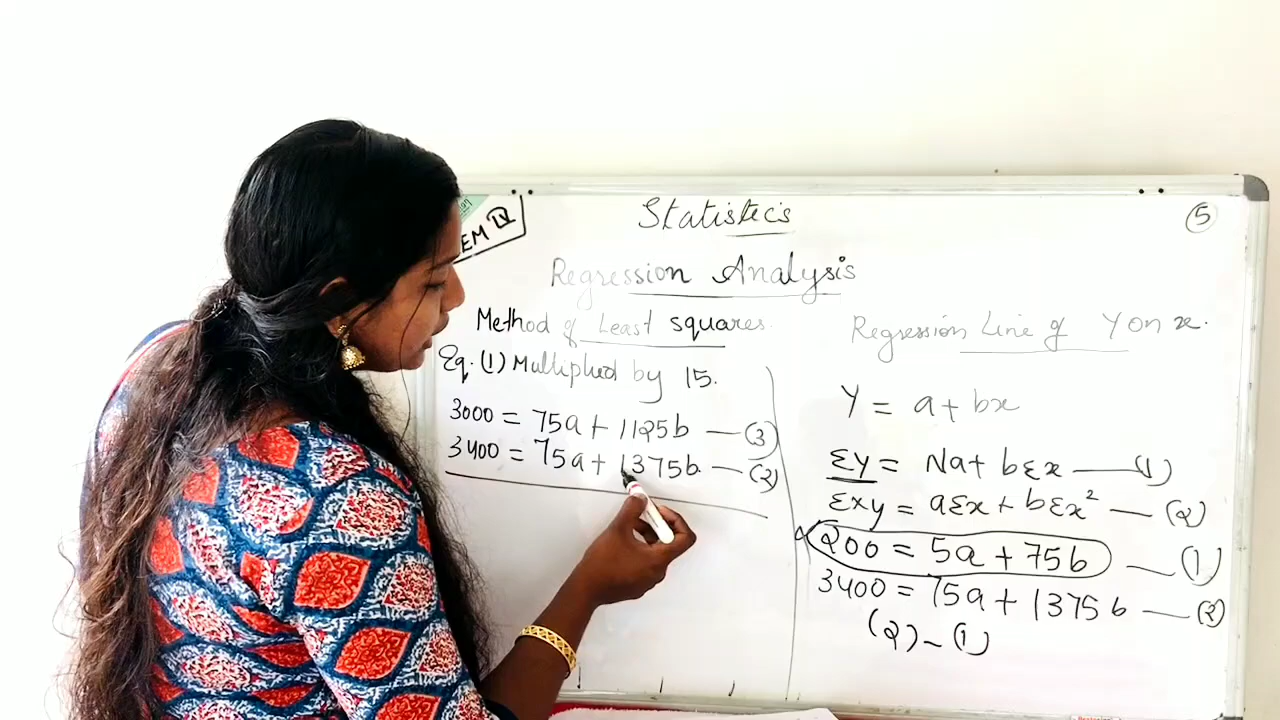 EM
Statistics
5
Regression Analysis
Method of Least squares.
Eq. (1) Multiplied by 15.
3000 = 75a + 1125b — (3)
3400 = 75a + 1375b — (2)
Regression Line of Y on x.
Y = a + bx
Σy = Na + bΣx — (1)
Σxy = aΣx + bΣx² — (2)
200 = 5a + 75b — (1)
3400 = 75a + 1375b — (2)
(2) - (1)